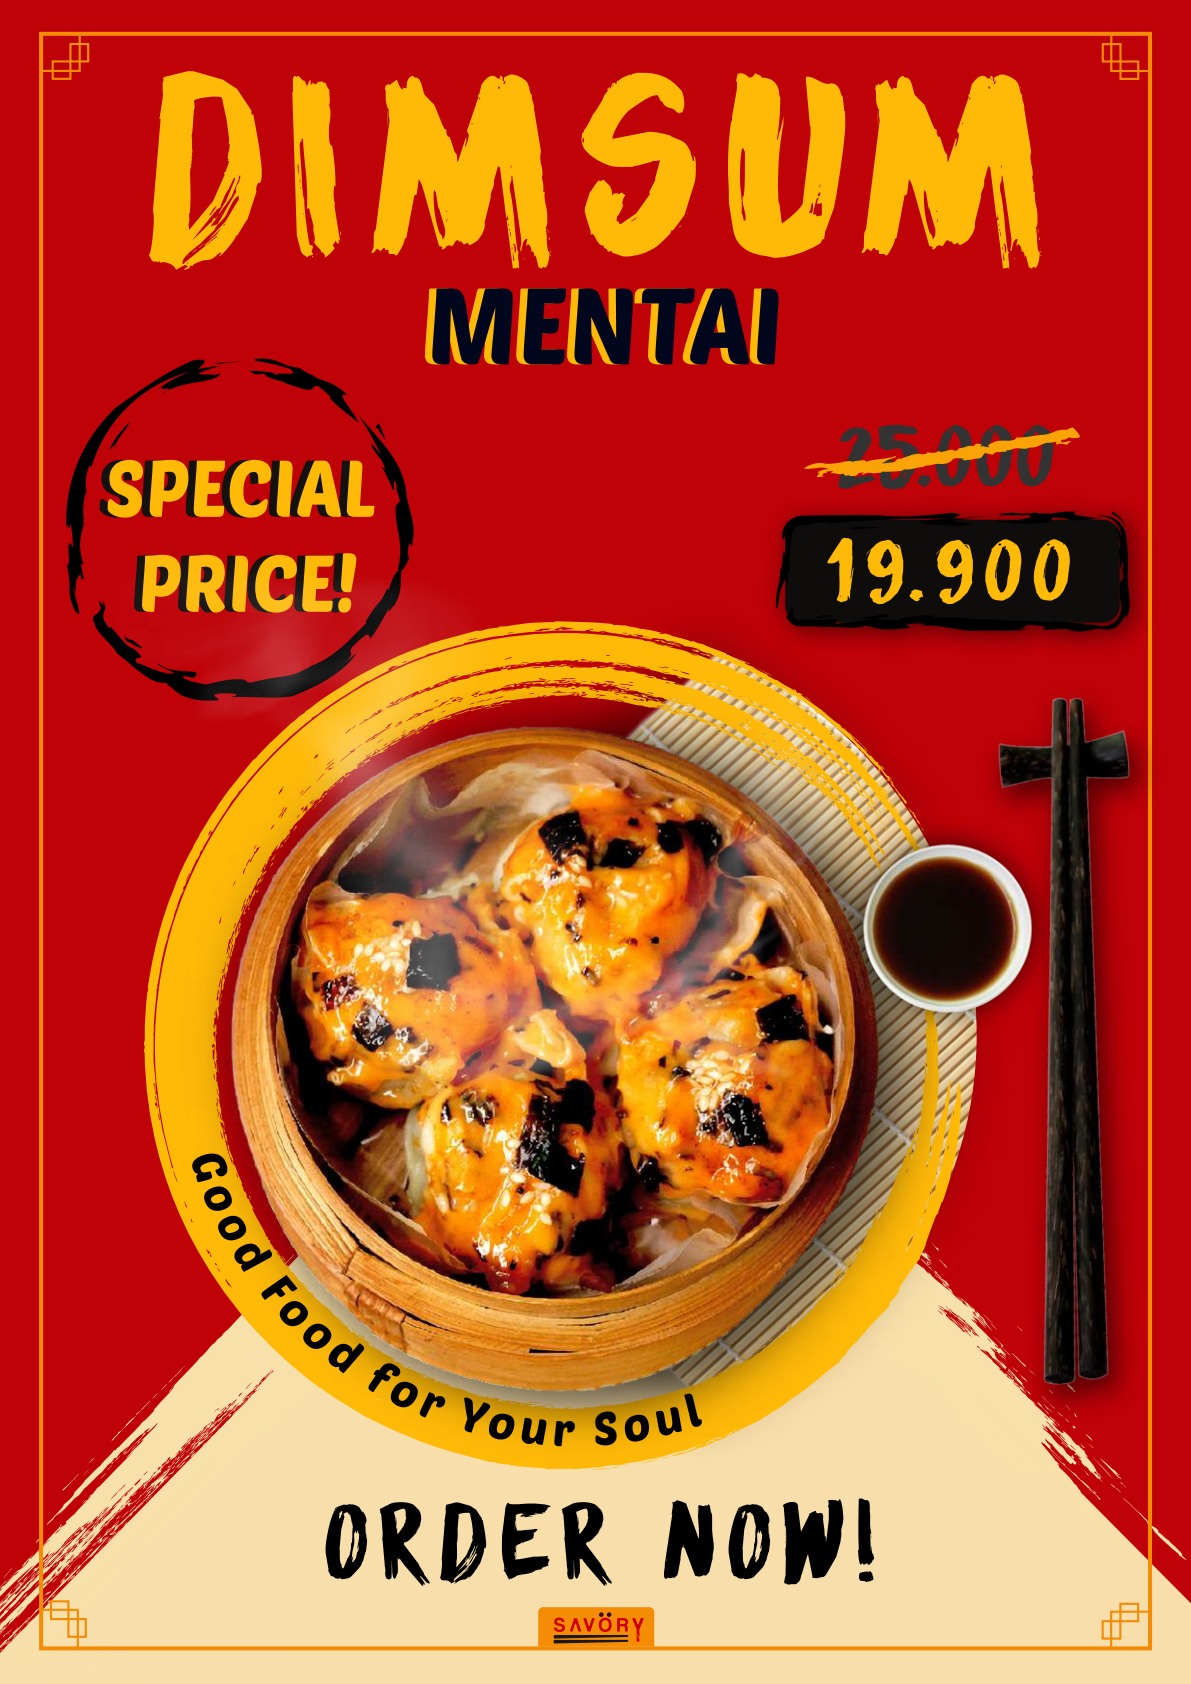 DIMSUM
MENTAI
SPECIAL
PRICE!
25.000
19.900
Good Food for Your Soul
ORDER NOW!
SAVÖRY